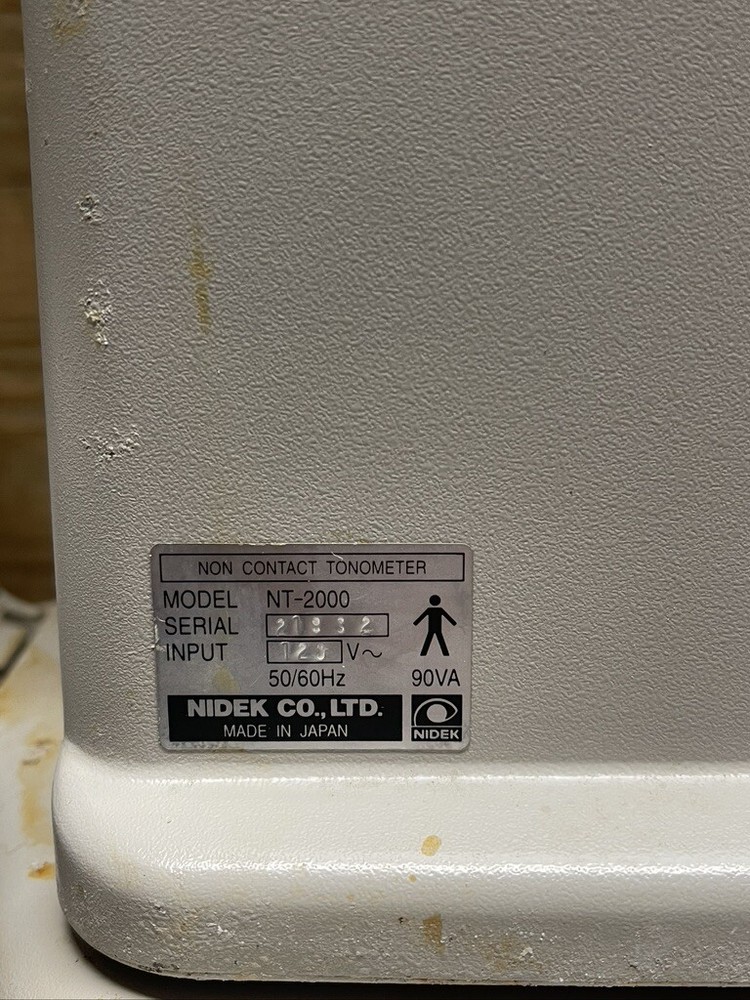 NON CONTACT TONOMETER
MODEL NT-2000
SERIAL
INPUT V~
50/60Hz 90VA
NIDEK CO., LTD.
MADE IN JAPAN
NIDEK